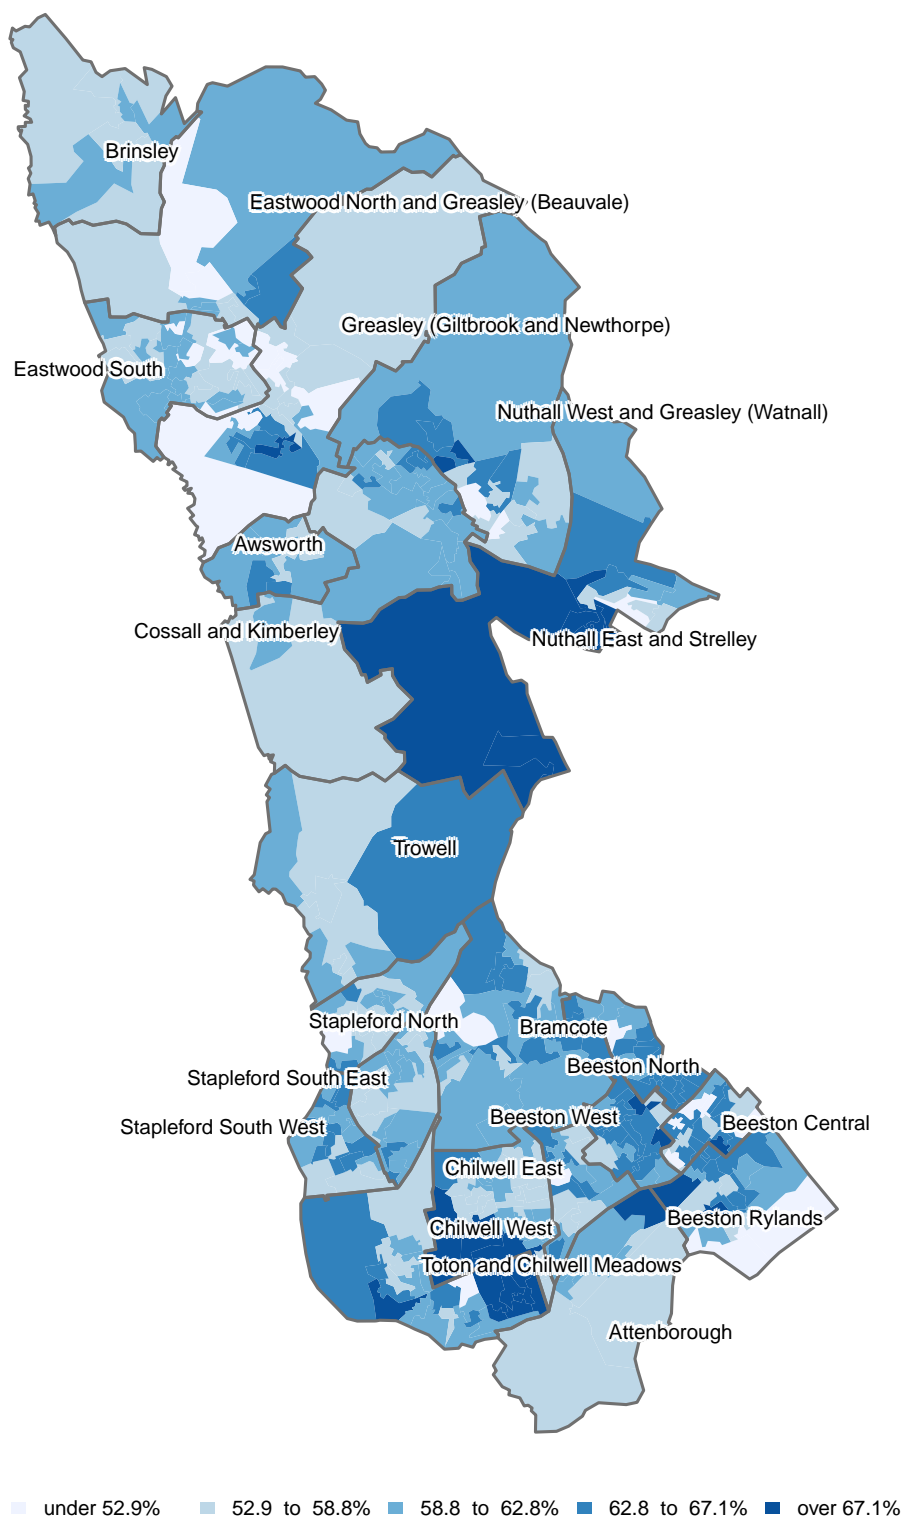 Brinsley
Eastwood North and Greasley (Beauvale)
Greasley (Giltbrook and Newthorpe)
Eastwood South
Nuthall West and Greasley (Watnall)
Awsworth
Cossall and Kimberley
Nuthall East and Strelley
Trowell
Stapleford North
Bramcote
Beeston North
Stapleford South East
Beeston West
Beeston Central
Stapleford South West
Chilwell East
Beeston Rylands
Chilwell West
Toton and Chilwell Meadows
Attenborough
under 52.9% 52.9 to 58.8% 58.8 to 62.8% 62.8 to 67.1% over 67.1%